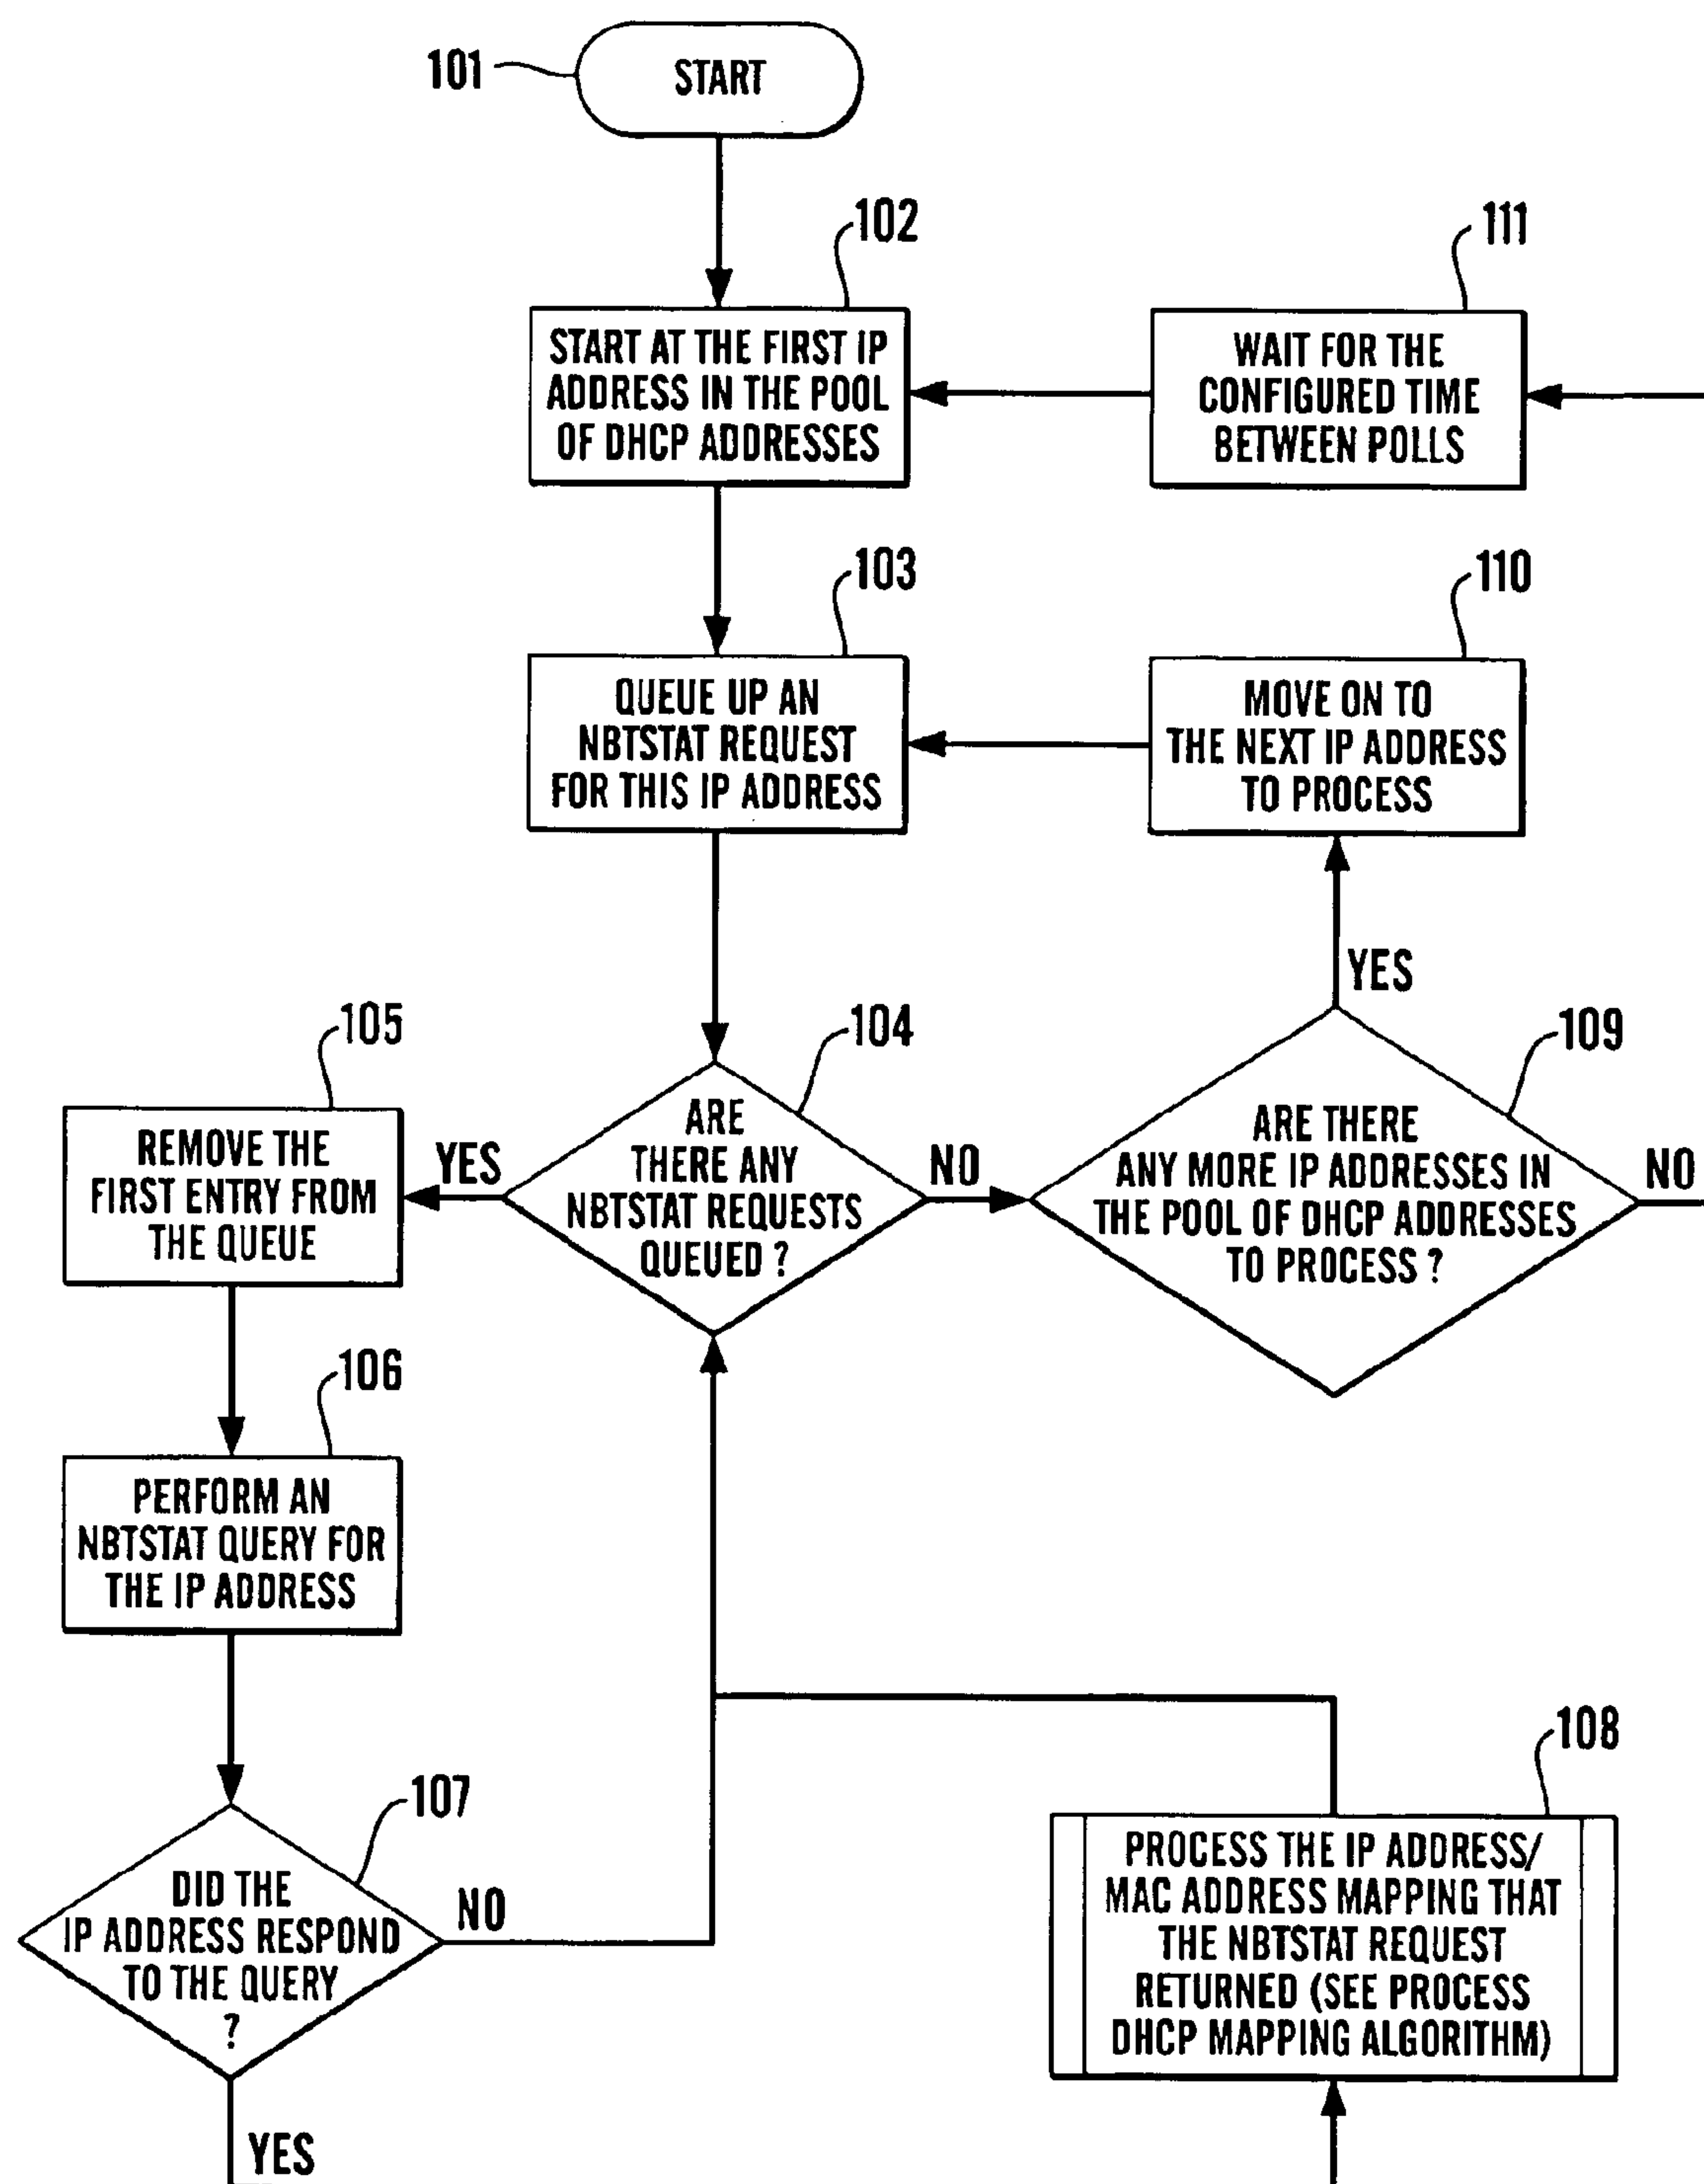 101
START
102
START AT THE FIRST IP
ADDRESS IN THE POOL
OF DHCP ADDRESSES
111
WAIT FOR THE
CONFIGURED TIME
BETWEEN POLLS
103
QUEUE UP AN
NBTSTAT REQUEST
FOR THIS IP ADDRESS
110
MOVE ON TO
THE NEXT IP ADDRESS
TO PROCESS
YES
105
REMOVE THE
FIRST ENTRY FROM
THE QUEUE
YES
104
ARE
THERE ANY
NBTSTAT REQUESTS
QUEUED ?
NO
109
ARE THERE
ANY MORE IP ADDRESSES IN
THE POOL OF DHCP ADDRESSES
TO PROCESS ?
NO
106
PERFORM AN
NBTSTAT QUERY FOR
THE IP ADDRESS
107
DID THE
IP ADDRESS RESPOND
TO THE QUERY
?
NO
YES
108
PROCESS THE IP ADDRESS/
MAC ADDRESS MAPPING THAT
THE NBTSTAT REQUEST
RETURNED (SEE PROCESS
DHCP MAPPING ALGORITHM)